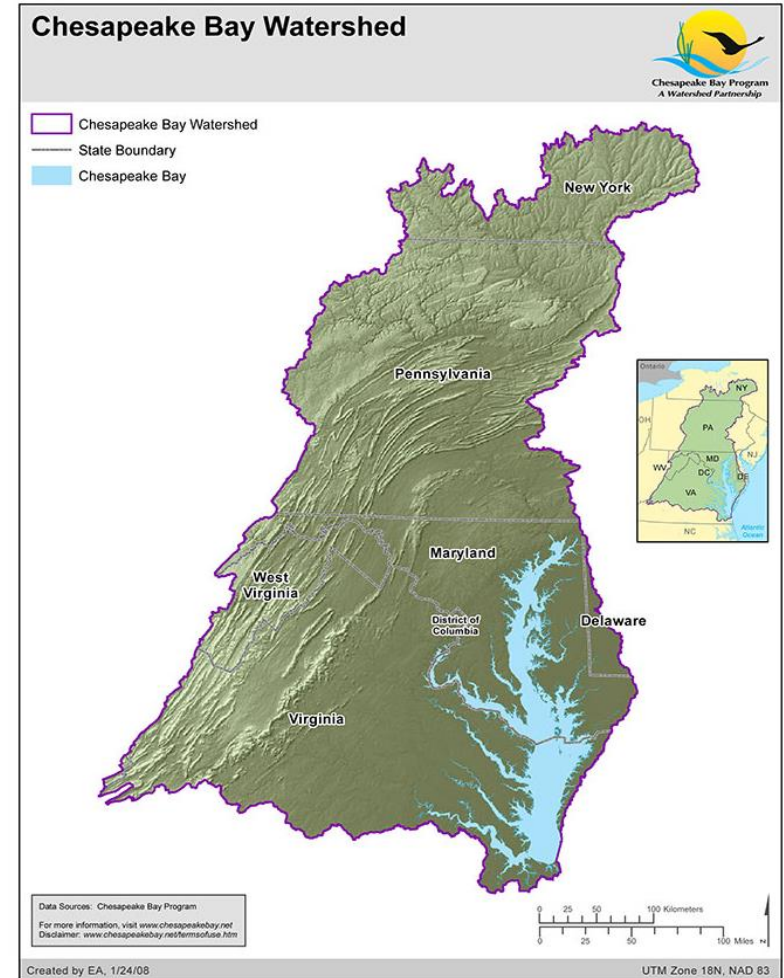 Chesapeake Bay Watershed
Chesapeake Bay Program
A Watershed Partnership
Chesapeake Bay Watershed
State Boundary
Chesapeake Bay
New York
Pennsylvania
Ontario
NY
OH
PA
NJ
MD
WV
DC
DE
VA
Atlantic
Ocean
NC
Maryland
West
Virginia
District of
Columbia
Delaware
Virginia
Data Sources: Chesapeake Bay Program
For more information, visit www.chesapeakebay.net
Disclaimer: www.chesapeakebay.net/termsofuse.htm
0 25 50 100 Kilometers
0 25 50 100 Miles
N
Created by EA, 1/24/08
UTM Zone 18N, NAD 83